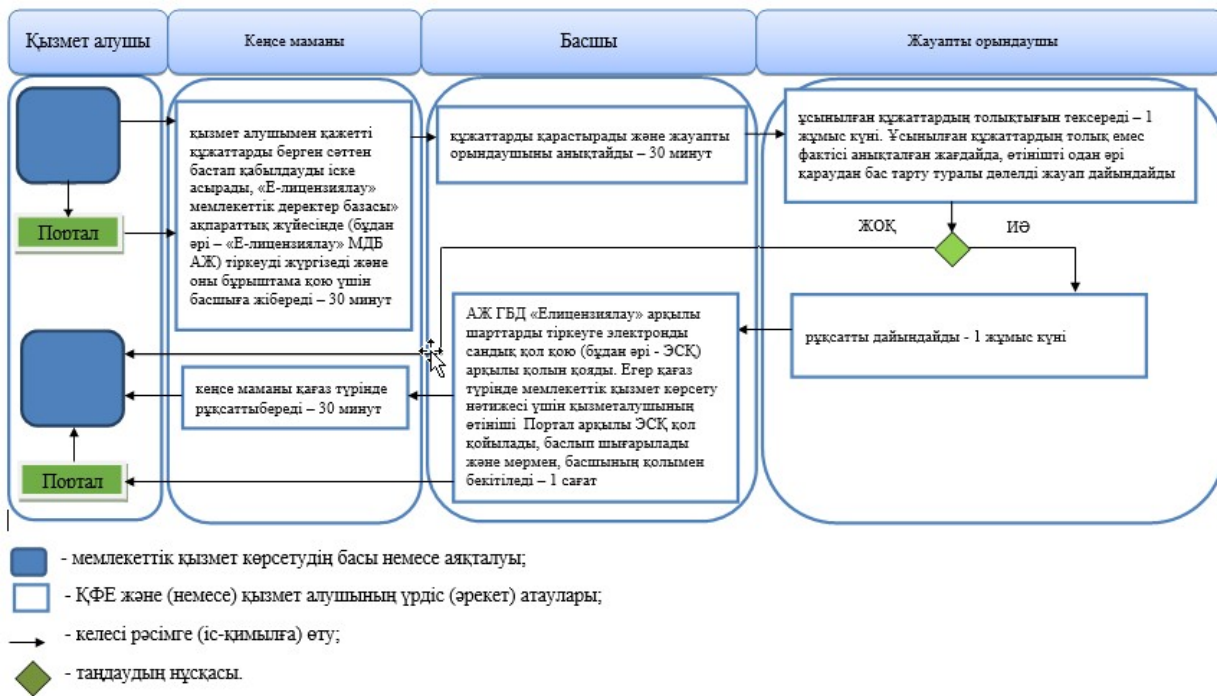 Қызмет алушы
Кеңсе маманы
Басшы
Жауапты орындаушы
Портал
қызмет алушымен қажетті
құжаттарды берген сәттен
бастап қабылдауды іске
асырады, «Е-лицензиялау»
мемлекеттік деректер базасы»
ақпараттық жүйесінде (бұдан
әрі – «Е-лицензиялау» МДБ
АЖ) тіркеуді жүргізеді және
оны бұрыштама қою үшін
басшыға жібереді – 30 минут
құжаттарды қарастырады және жауапты
орындаушыны анықтайды – 30 минут
ұсынылған құжаттардың толықтығын тексереді – 1
жұмыс күні. Ұсынылған құжаттардың толық емес
фактісі анықталған жағдайда, өтінішті одан әрі
қараудан бас тарту туралы дәлелді жауап дайындайды
ЖОҚ
ИӘ
рұқсатты дайындайды - 1 жұмыс күні
АЖ ГБД «Елицензиялау» арқылы
шарттарды тіркеуге электронды
сандық қол қою (бұдан әрі - ЭСҚ)
арқылы қолын қояды. Егер қағаз
түрінде мемлекеттік қызмет көрсету
нәтижесі үшін қызметалушының
өтініші Портал арқылы ЭСҚ қол
қойылады, баслып шығарылады
және мөрмен, басшының қолымен
бекітіледі – 1 сағат
кеңсе маманы қағаз түрінде
рұқсаттыбереді – 30 минут
Портал
- мемлекеттік қызмет көрсетудің басы немесе аяқталуы;
- ҚФЕ және (немесе) қызмет алушының үрдіс (әрекет) атаулары;
- келесі рәсімге (іс-қимылға) өту;
- таңдаудың нұсқасы.